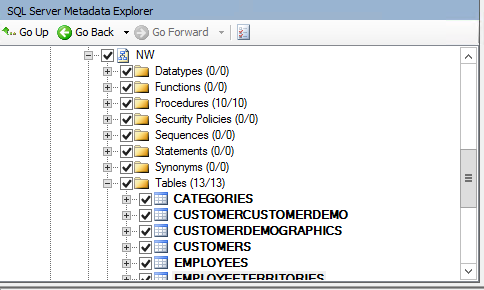 SQL Server Metadata Explorer
Go Up Go Back Go Forward
NW
Datatypes (0/0)
Functions (0/0)
Procedures (10/10)
Security Policies (0/0)
Sequences (0/0)
Statements (0/0)
Synonyms (0/0)
Tables (13/13)
CATEGORIES
CUSTOMERCUSTOMERDEMO
CUSTOMERDEMOGRAPHICS
CUSTOMERS
EMPLOYEES
EMPLOYEETERRITORIES